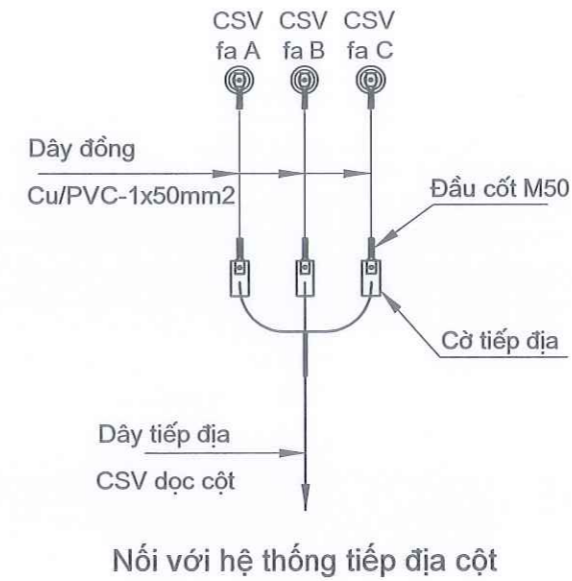 CSV CSV CSV
fa A fa B fa C
Dây đồng
Cu/PVC-1x50mm2
Đầu cốt M50
Cờ tiếp địa
Dây tiếp địa
CSV dọc cột
Nối với hệ thống tiếp địa cột